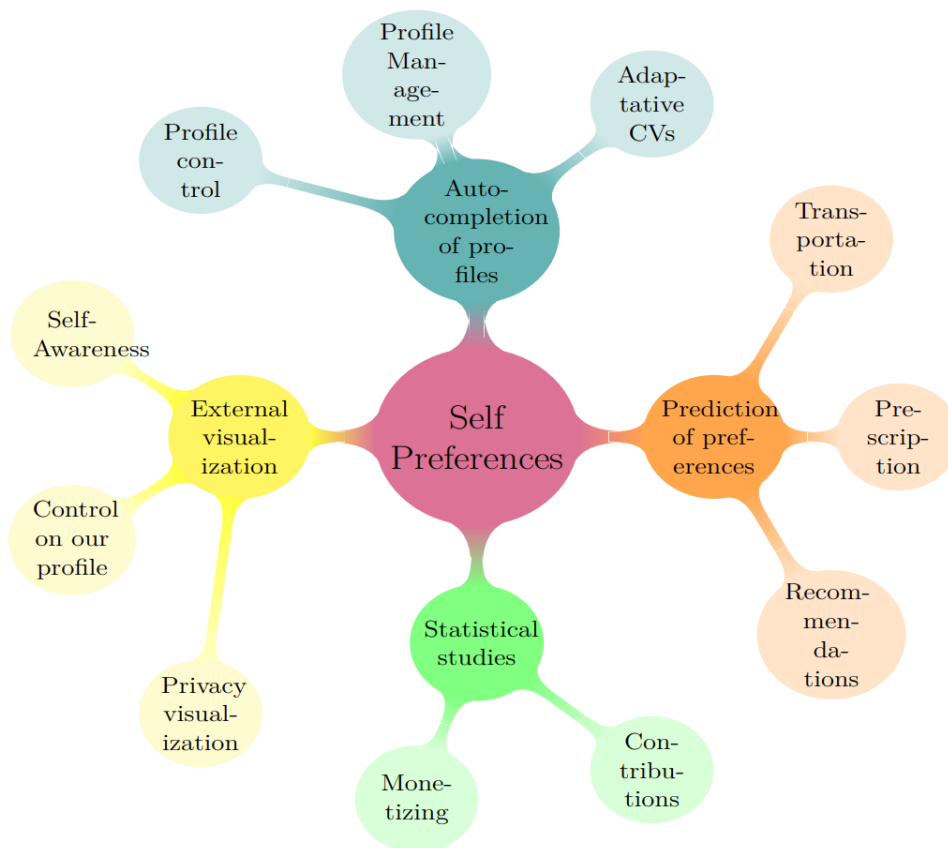 Profile
Man-
age-
ment
Adap-
tative
CVs
Profile
con-
trol
Auto-
completion
of pro-
files
Trans-
porta-
tion
Self-
Awareness
External
visual-
ization
Self
Preferences
Prediction
of pref-
erences
Pre-
scrip-
tion
Control
on our
profile
Statistical
studies
Recom-
men-
da-
tions
Privacy
visual-
ization
Mone-
tizing
Con-
tribu-
tions